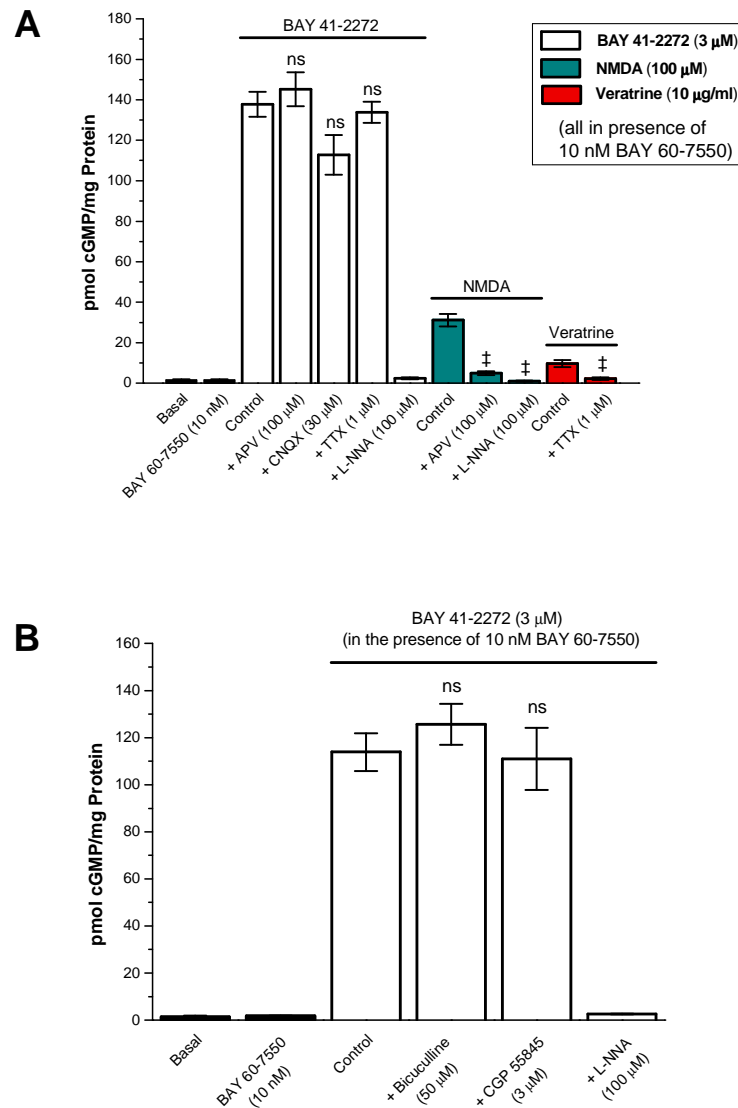 A
BAY 41-2272
180
160
140
120
100
80
60
40
20
0
pmol cGMP/mg Protein
ns
ns
ns
NMDA
Veratrine
‡
‡
‡
Basal
BAY 60-7550 (10 nM)
Control
+ APV (100 μM)
+ CNQX (30 μM)
+ TTX (1 μM)
+ L-NNA (100 μM)
Control
+ APV (100 μM)
+ L-NNA (100 μM)
Control
+ TTX (1 μM)
BAY 41-2272 (3 μM)
NMDA (100 μM)
Veratrine (10 μg/ml)
(all in presence of
10 nM BAY 60-7550)
B
BAY 41-2272 (3 μM)
(in the presence of 10 nM BAY 60-7550)
160
140
120
100
80
60
40
20
0
pmol cGMP/mg Protein
ns
ns
Basal
BAY 60-7550
(10 nM)
Control
+ Bicuculline
(50 μM)
+ CGP 55845
(3 μM)
+ L-NNA
(100 μM)